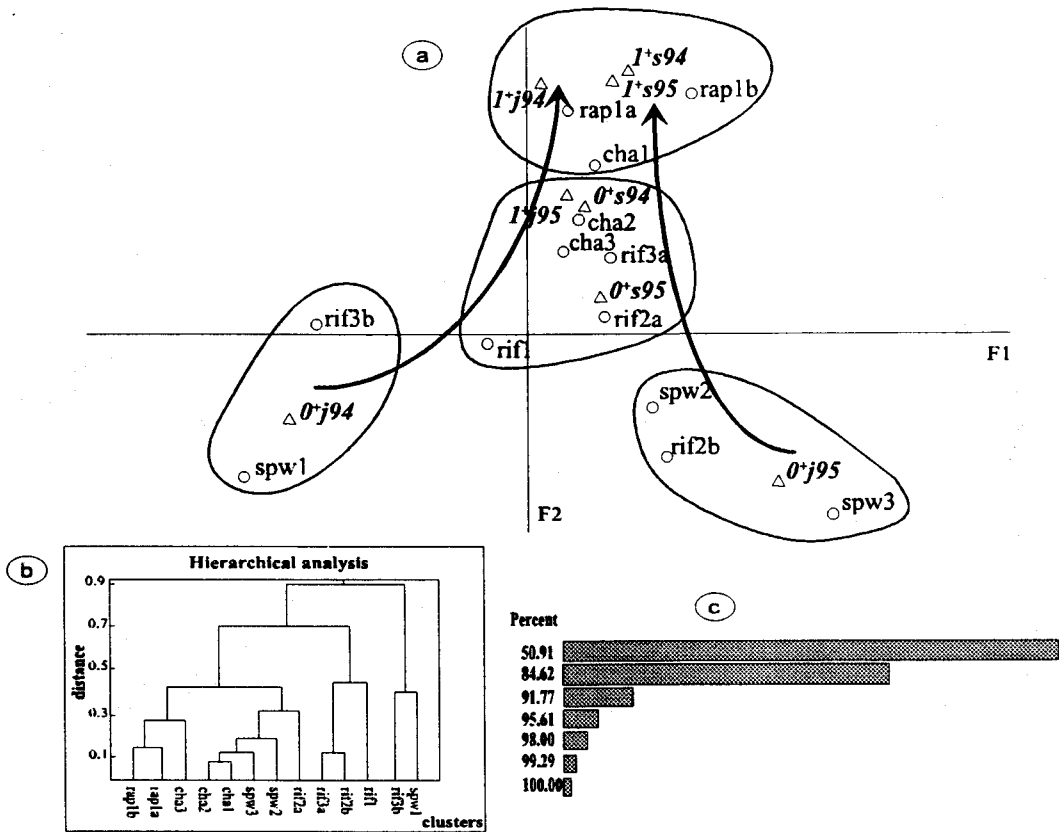 a
1+s94
1+s95
rap1b
1+j94
rap1a
cha1
0+s94
1+j95
cha2
cha3
rif3a
0+s95
rif2a
rif3b
rif1
F1
0+j94
spw1
spw2
rif2b
0+j95
spw3
F2
b
Hierarchical analysis
0.9
0.7
0.5
0.3
0.1
distance
rap1b
rap1a
cha3
cha2
cha1
spw3
spw2
rif2a
rif3a
rif2b
rif1
rif3b
spw1
clusters
c
Percent
50.91
84.62
91.77
95.61
98.00
99.29
100.00